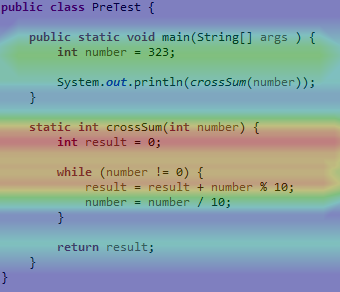 public class PreTest {
public static void main(String[] args ) {
int number = 323;
System.out.println(crossSum(number));
}
static int crossSum(int number) {
int result = 0;
while (number != 0) {
result = result + number % 10;
number = number / 10;
}
return result;
}
}